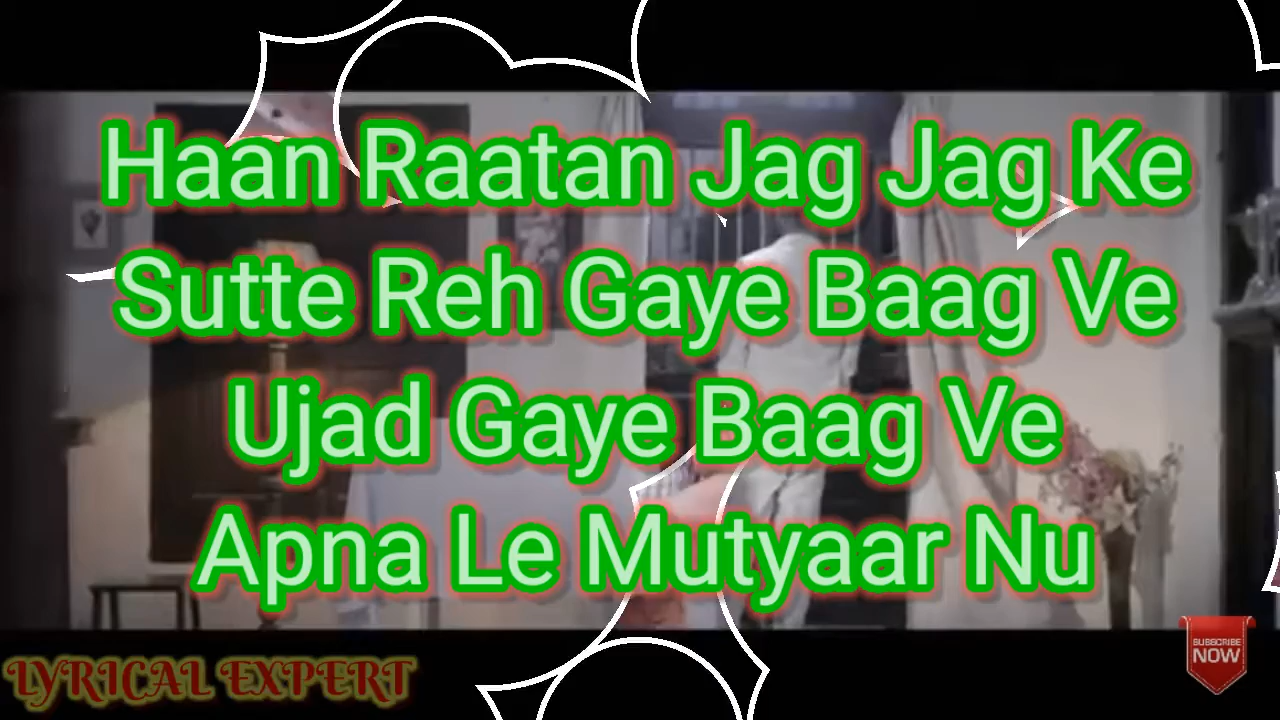 Haan Raatan Jag Jag Ke
Sutte Reh Gaye Baag Ve
Ujad Gaye Baag Ve
Apna Le Mutyaar Nu
LYRICAL EXPERT
SUBSCRIBE
NOW